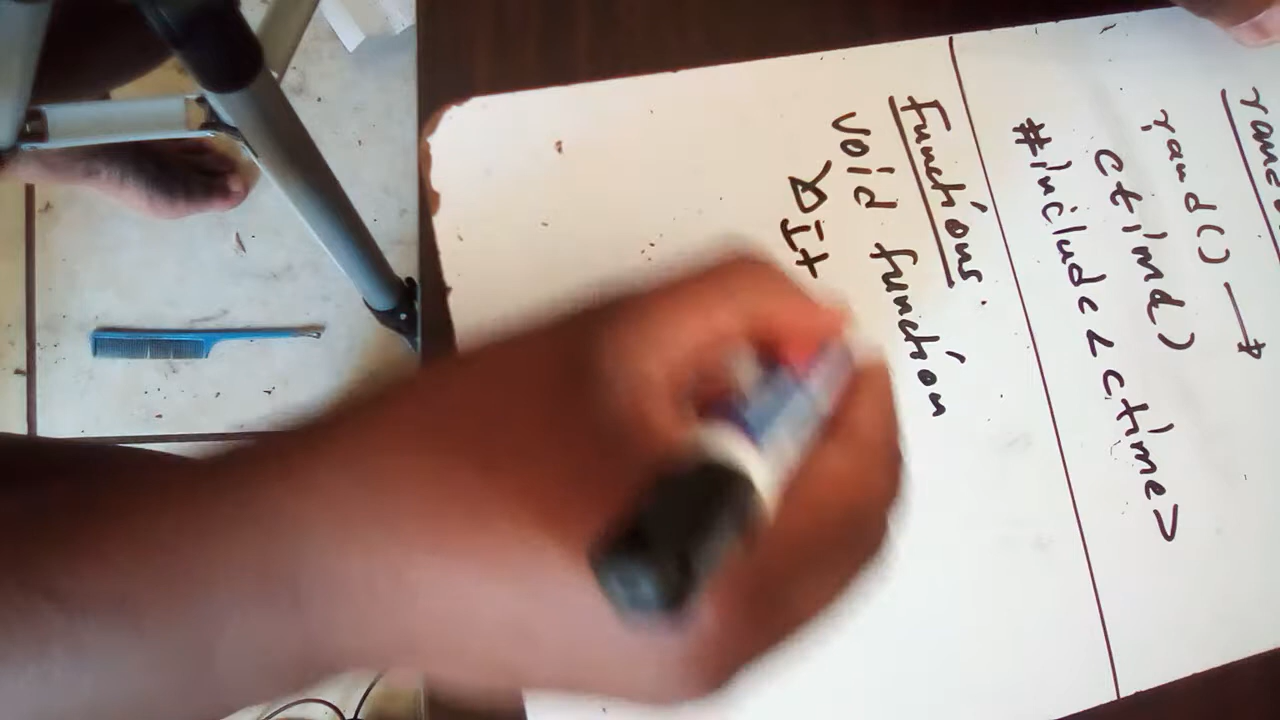 rand() →
ctime)
#include < ctime>
Functions.
void function
It